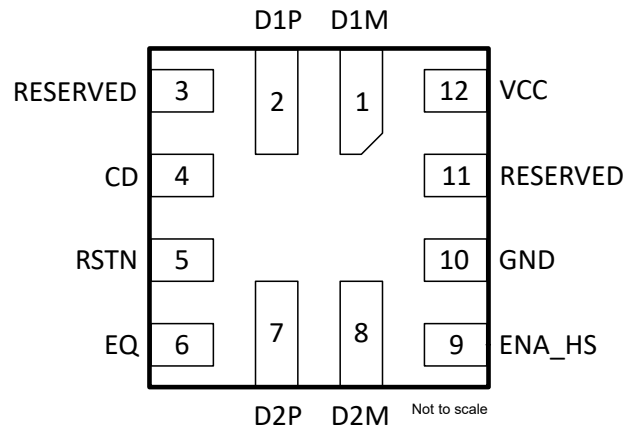 D1P D1M
RESERVED 3 2 1 12 VCC
CD 4 11 RESERVED
RSTN 5 10 GND
EQ 6 7 8 9 ENA_HS
D2P D2M Not to scale